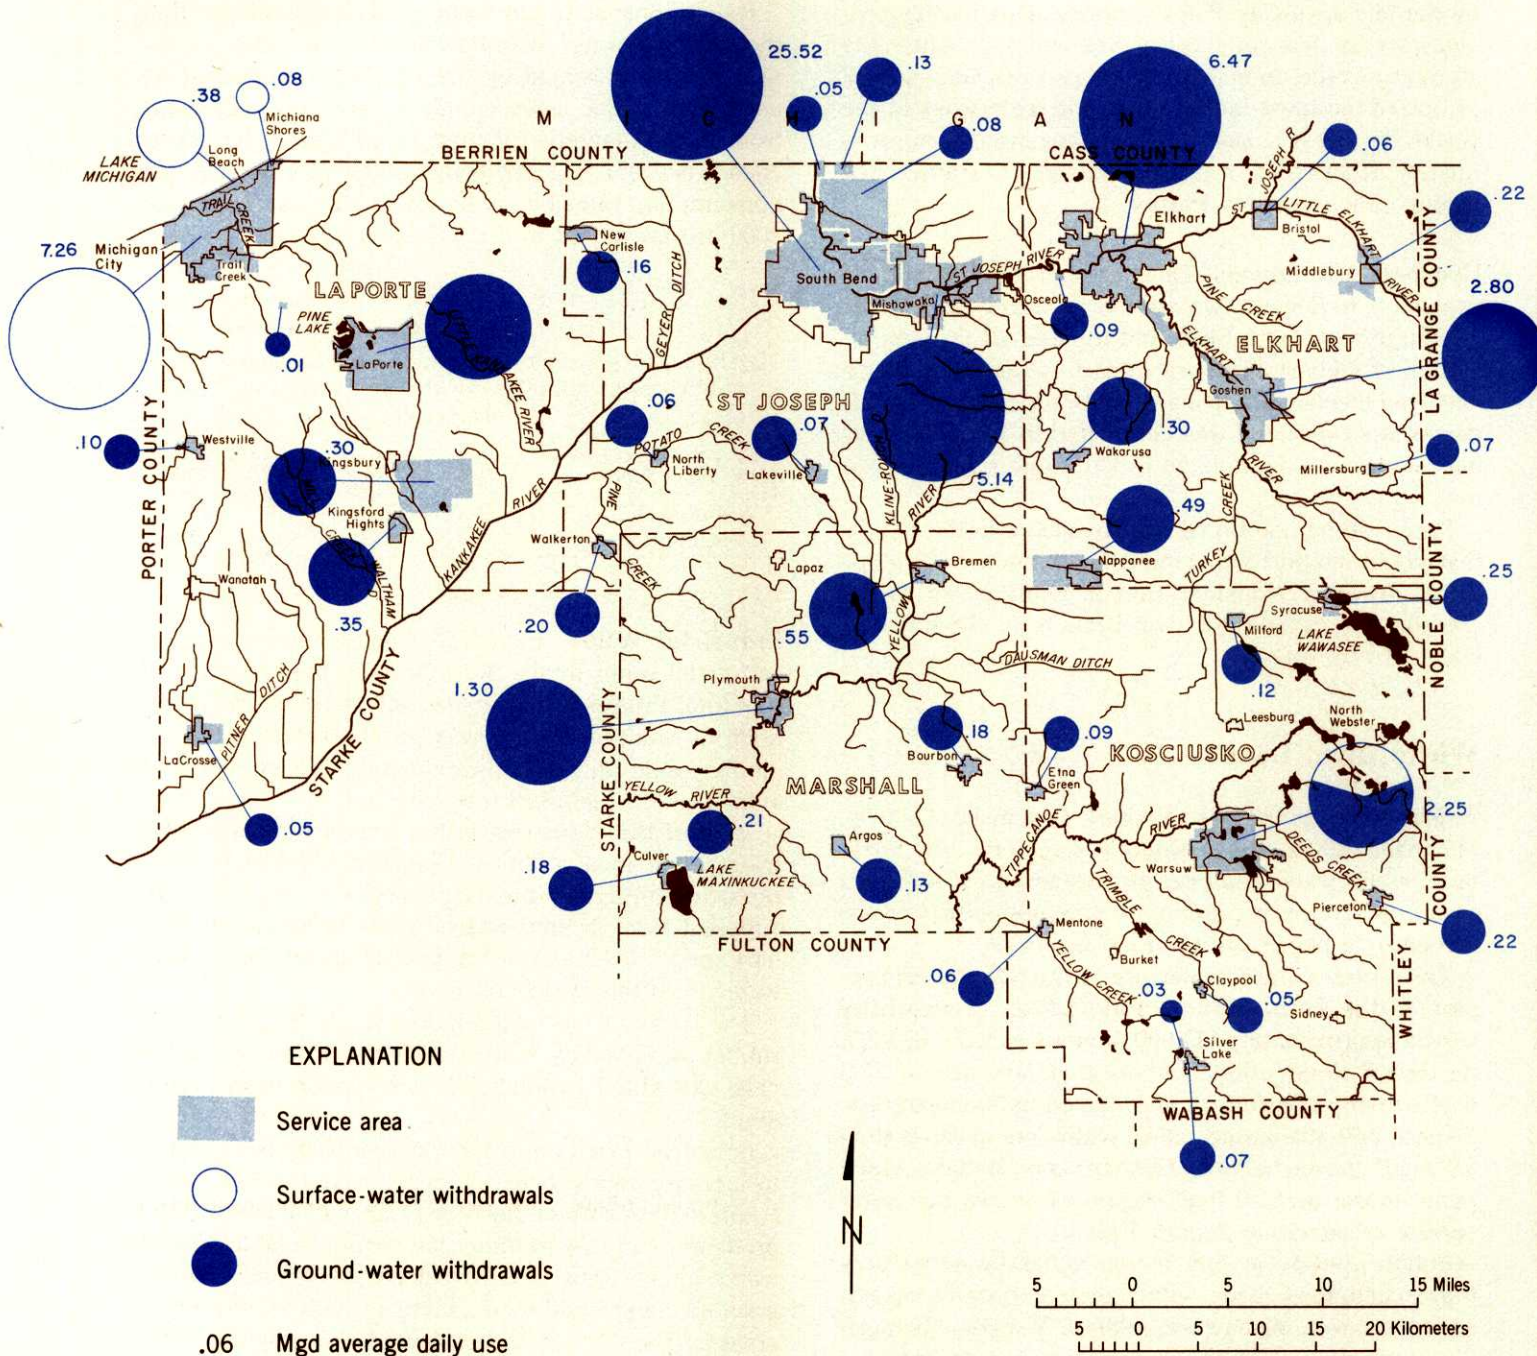 25.52
.13
6.47
.08
.05
.38
Michiana
Shores
M I C H I G A N
.08
.06
Long
Beach
LAKE
MICHIGAN
BERRIEN COUNTY
CASS COUNTY
ST JOSEPH R
.22
TRAIL CREEK
Elkhart
LITTLE ELKHART
RIVER
Bristol
7.26
Michigan
City
New
Carlisle
Trail
Creek
.16
GEYER DITCH
South Bend
ST JOSEPH RIVER
Middlebury
LAGRANGE COUNTY
LA PORTE
Mishawaka
Osceola
PINE CREEK
2.80
PINE
LAKE
.09
ELKHART
RIVER
ELKHART
.01
LaPorte
Goshen
KANKAKEE RIVER
PORTER COUNTY
.06
ST JOSEPH
.07
.30
.10
Westville
.30
POTATO CREEK
Wakarusa
.07
Kingsbury
North
Liberty
Lakeville
5.14
Millersburg
Kingsford
Hights
RIVER
PINE
CREEK
KLINE-ROUCH
RIVER
.49
CREEK
Walkerton
Wanatah
KANKAKEE
WALTHAM
Lapaz
Bremen
Nappanee
TURKEY
NOBLE COUNTY
.35
.20
.55
YELLOW
Syracuse
.25
Milford
LAKE
WAWASEE
DITCH
DAUSMAN DITCH
.12
1.30
Plymouth
STARKE COUNTY
STARKE COUNTY
.18
.09
Leesburg
North
Webster
PITNER
LaCrosse
Bourbon
KOSCIUSKO
Etna
Green
MARSHALL
YELLOW RIVER
2.25
.05
.21
Argos
TIPPECANOE
RIVER
DEEDS CREEK
COUNTY
Culver
LAKE
MAXINKUCKEE
.18
.13
Warsuw
TRIMBLE
CREEK
Pierceton
FULTON COUNTY
Mentone
.22
WHITLEY
Burket
.06
YELLOW CREEK
Claypool
.03
.05
Sidney
Silver
Lake
WABASH COUNTY
.07
EXPLANATION
Service area
Surface-water withdrawals
Ground-water withdrawals
.06 Mgd average daily use
N
5 0 5 10 15 Miles
5 0 5 10 15 20 Kilometers